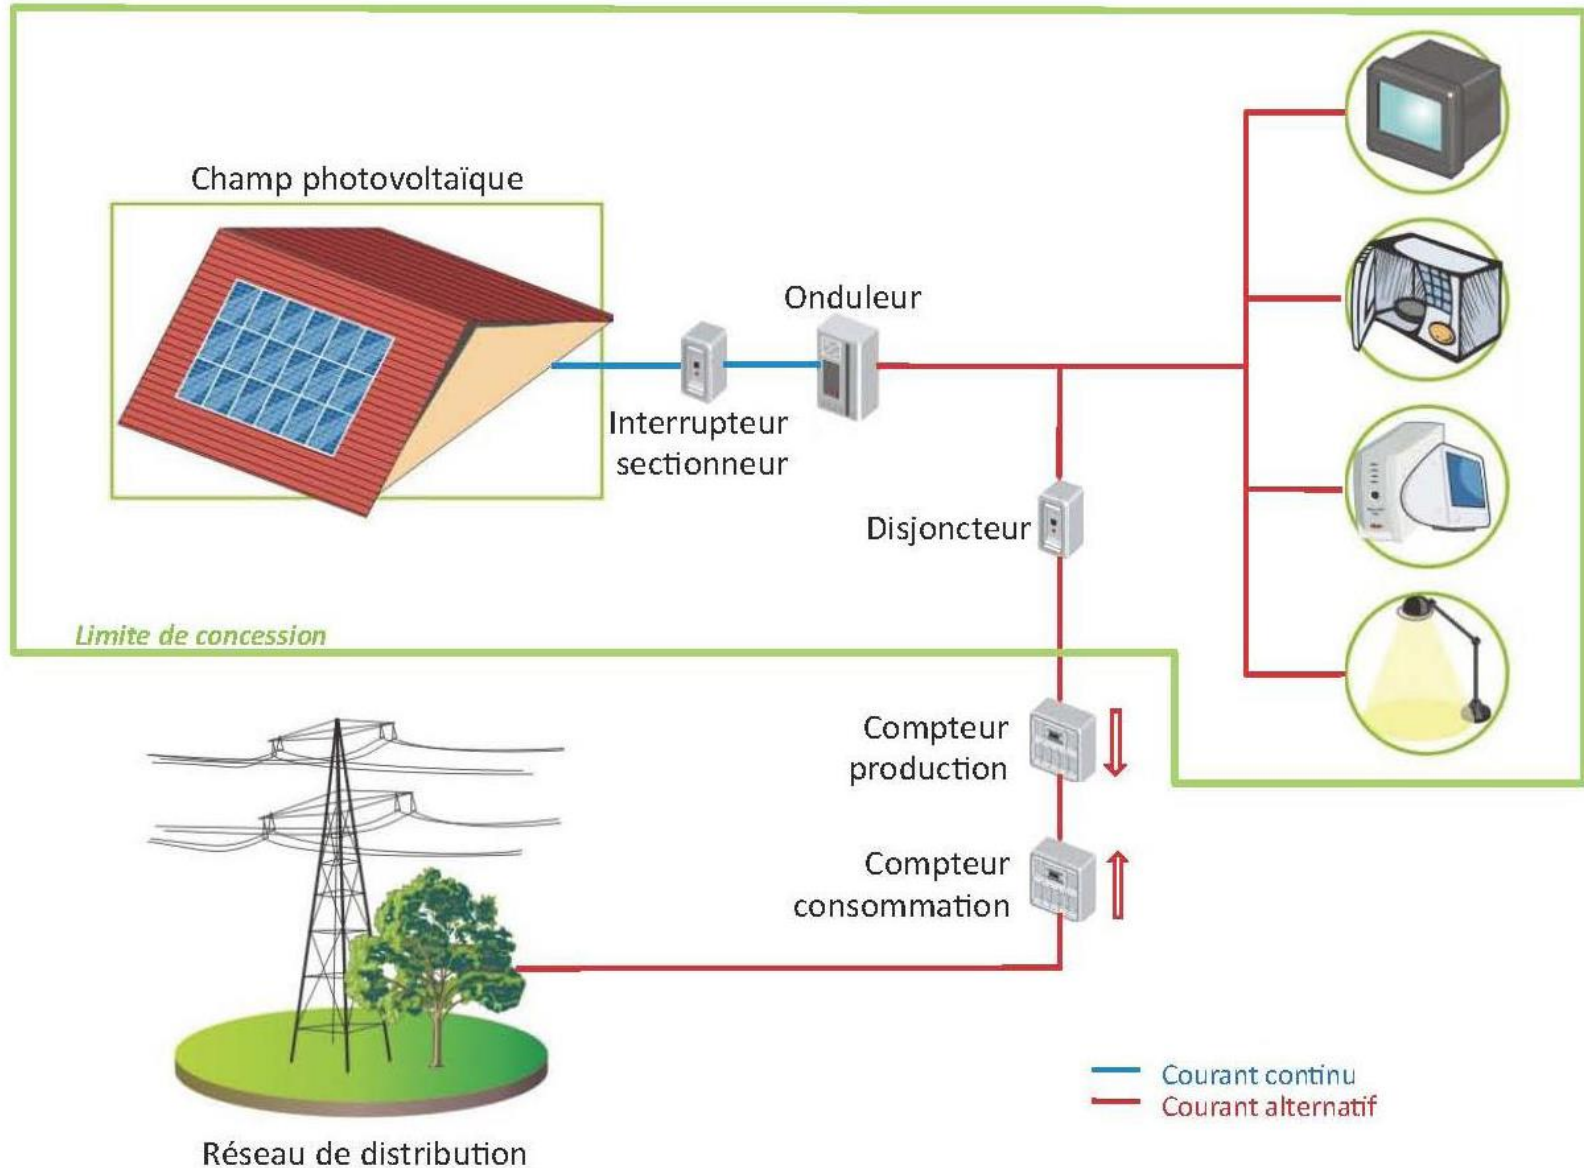 Champ photovoltaïque
Onduleur
Interrupteur
sectionneur
Disjoncteur
Limite de concession
Compteur
production
Compteur
consommation
Courant continu
Courant alternatif
Réseau de distribution